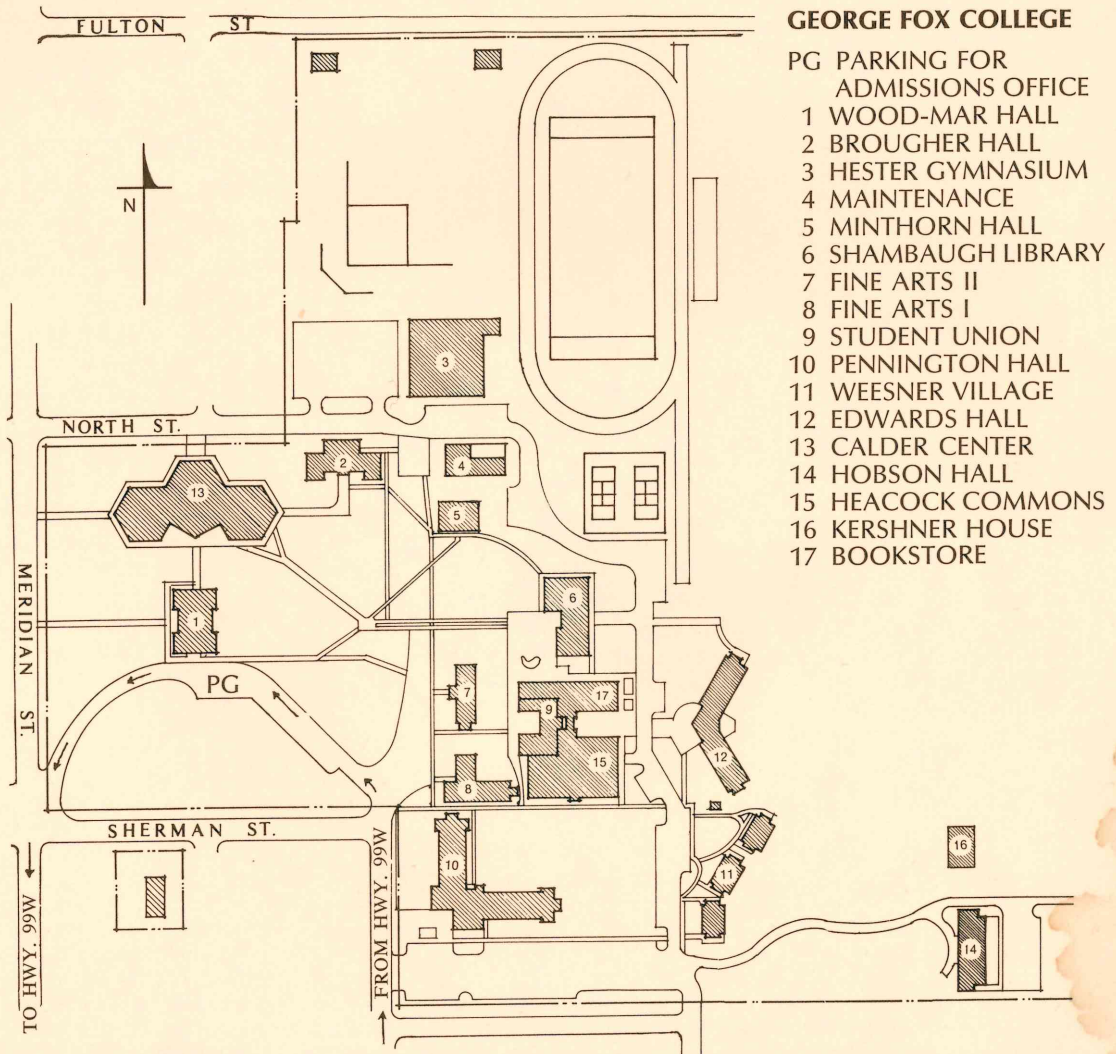 GEORGE FOX COLLEGE
PG PARKING FOR
ADMISSIONS OFFICE
1 WOOD-MAR HALL
2 BROUGHER HALL
3 HESTER GYMNASIUM
4 MAINTENANCE
5 MINTHORN HALL
6 SHAMBAUGH LIBRARY
7 FINE ARTS II
8 FINE ARTS I
9 STUDENT UNION
10 PENNINGTON HALL
11 WEESNER VILLAGE
12 EDWARDS HALL
13 CALDER CENTER
14 HOBSON HALL
15 HEACOCK COMMONS
16 KERSHNER HOUSE
17 BOOKSTORE
FULTON ST
N
3
NORTH ST.
2
4
13
5
MERIDIAN ST.
1
6
PG
7
17
9
12
15
8
SHERMAN ST.
10
16
11
14
TO HWY. 99W
FROM HWY. 99W